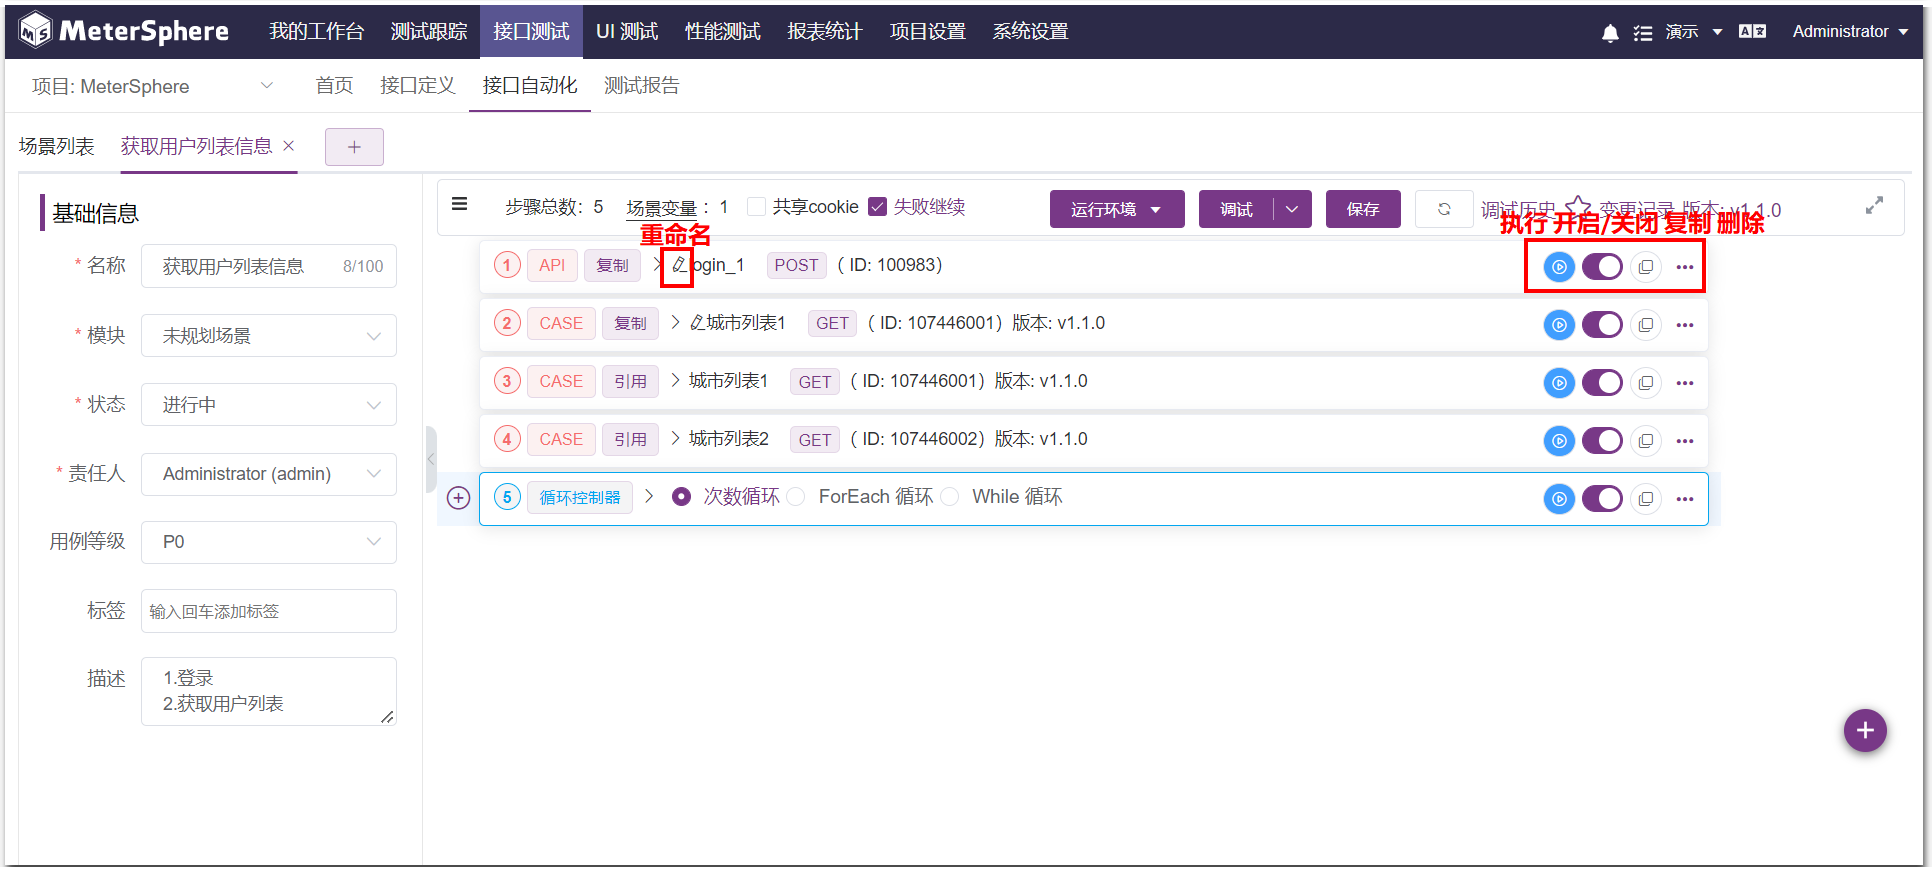 MeterSphere 我的工作台 测试跟踪 接口测试 UI 测试 性能测试 报表统计 项目设置 系统设置 演示 Administrator
项目: MeterSphere 首页 接口定义 接口自动化 测试报告
场景列表 获取用户列表信息 × +
基础信息
* 名称 获取用户列表信息 8/100
* 模块 未规划场景
* 状态 进行中
* 责任人 Administrator (admin)
用例等级 P0
标签 输入回车添加标签
描述 1.登录
2.获取用户列表
步骤总数: 5 场景变量 : 1 共享cookie 失败继续 运行环境 调试 保存 调试历史 变更记录 版本: v1.1.0
重命名 执行 开启/关闭 复制 删除
1 API 复制 login_1 POST ( ID: 100983)
2 CASE 复制 城市列表1 GET ( ID: 107446001) 版本: v1.1.0
3 CASE 引用 城市列表1 GET ( ID: 107446001) 版本: v1.1.0
4 CASE 引用 城市列表2 GET ( ID: 107446002) 版本: v1.1.0
5 循环控制器 次数循环 ForEach 循环 While 循环